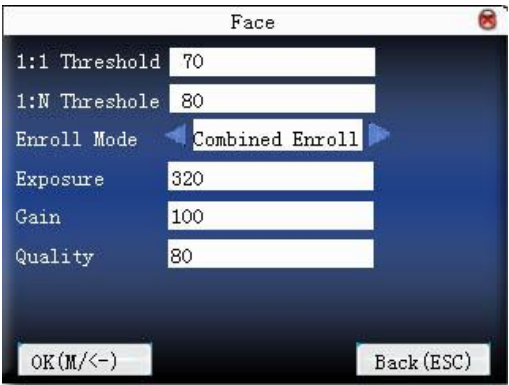 Face
1:1 Threshold 70
1:N Threshole 80
Enroll Mode Combined Enroll
Exposure 320
Gain 100
Quality 80
OK(M/<-) Back(ESC)